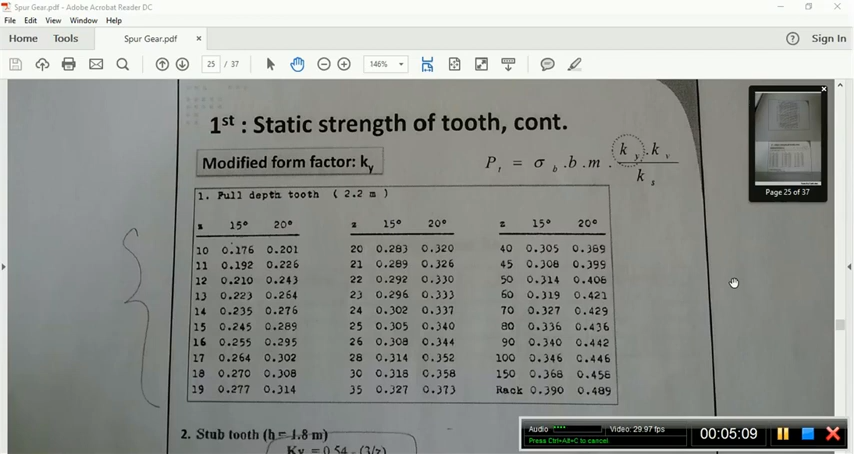 Spur Gear.pdf - Adobe Acrobat Reader DC
File Edit View Window Help
Home Tools Spur Gear.pdf × Sign In
25 / 37 146%
1st : Static strength of tooth, cont.
Modified form factor: ky
Pt = σb .b .m . ky . kv / ks
1. Full depth tooth ( 2.2 m )
z 15° 20° z 15° 20° z 15° 20°
10 0.176 0.201 20 0.283 0.320 40 0.305 0.389
11 0.192 0.226 21 0.289 0.326 45 0.308 0.399
12 0.210 0.243 22 0.292 0.330 50 0.314 0.408
13 0.223 0.264 23 0.296 0.333 60 0.319 0.421
14 0.235 0.276 24 0.302 0.337 70 0.327 0.429
15 0.245 0.289 25 0.305 0.340 80 0.336 0.436
16 0.255 0.295 26 0.308 0.344 90 0.340 0.442
17 0.264 0.302 28 0.314 0.352 100 0.346 0.446
18 0.270 0.308 30 0.318 0.358 150 0.368 0.458
19 0.277 0.314 35 0.327 0.373 Rack 0.390 0.489
2. Stub tooth (h = 1.8 m)
Ky = 0.54 - (3/z)
Page 25 of 37
Audio Video: 29.97 fps
Press Ctrl+Alt+C to cancel.
00:05:09